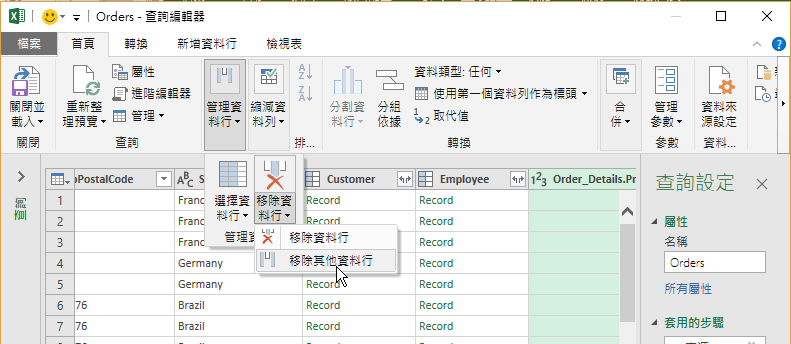 Orders - 查詢編輯器
檔案 首頁 轉換 新增資料行 檢視表
關閉並載入
關閉
重新整理預覽
屬性
進階編輯器
管理
查詢
管理資料行
縮減資料列
排...
分割資料行
分組依據
資料類型: 任何
使用第一個資料列作為標頭
取代值
轉換
合併
管理參數
參數
資料來源設定
資料...
選擇資料行
移除資料行
移除資料行
移除其他資料行
查詢
PostalCode Customer Employee Order_Details.Pr
1 Franc Record Record
2 Franc Record Record
3 Franc Record Record
4 Germany Record Record
5 Germany Record Record
6 76 Brazil Record Record
7 76 Brazil Record Record
76 Brazil Record Record
查詢設定
屬性
名稱
Orders
所有屬性
套用的步驟